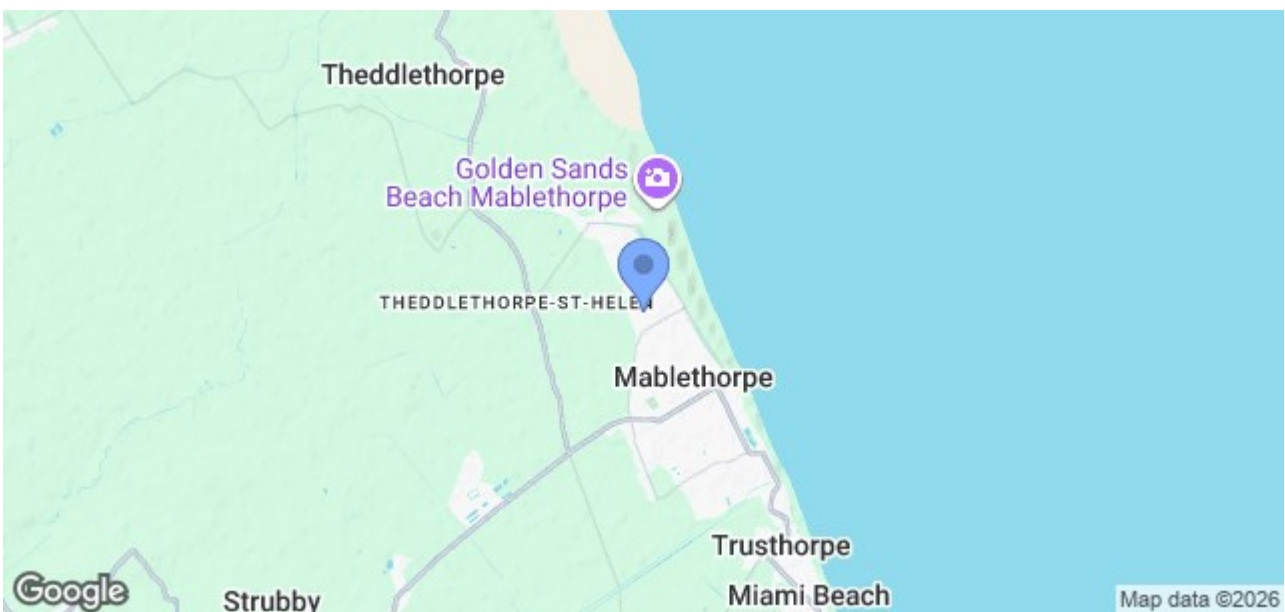 Theddlethorpe
Golden Sands
Beach Mablethorpe
THEDDLETHORPE-ST-HELEN
Mablethorpe
Trusthorpe
Miami Beach
Strubby
Google
Map data ©2026